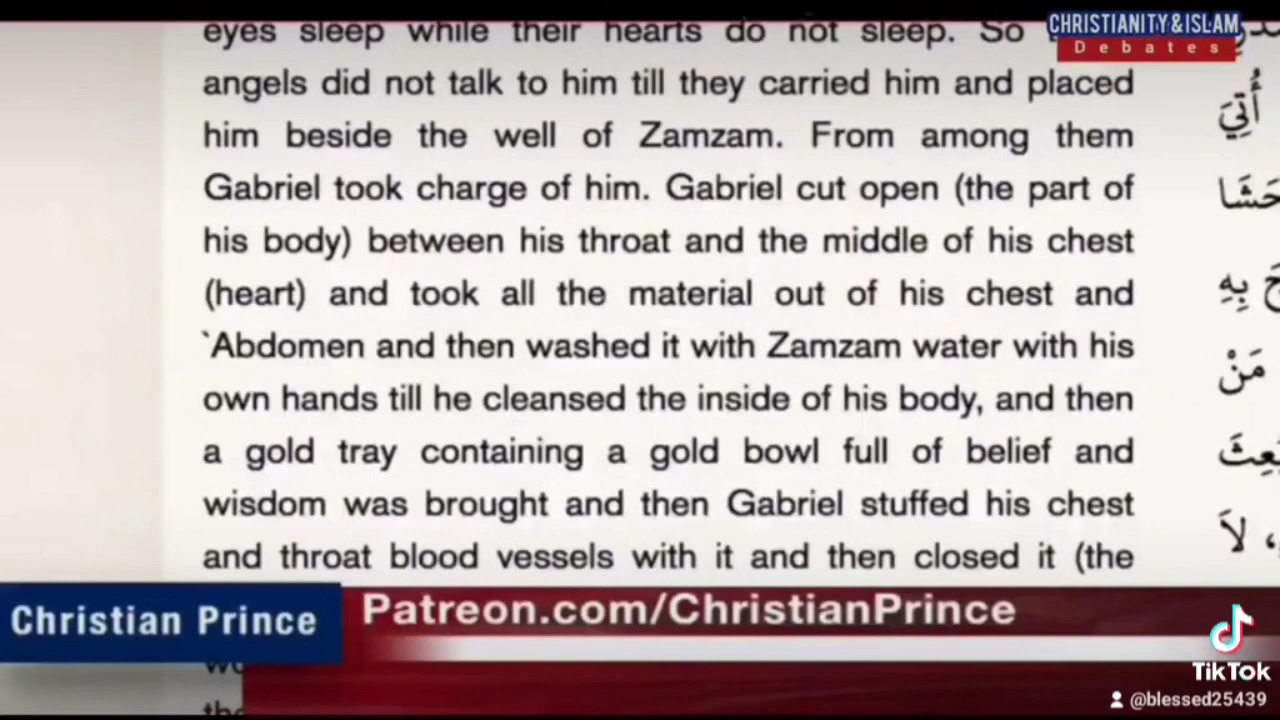 eyes sleep while their hearts do not sleep. So
CHRISTIANITY & ISLAM
Debates
angels did not talk to him till they carried him and placed
him beside the well of Zamzam. From among them
Gabriel took charge of him. Gabriel cut open (the part of
his body) between his throat and the middle of his chest
(heart) and took all the material out of his chest and
`Abdomen and then washed it with Zamzam water with his
own hands till he cleansed the inside of his body, and then
a gold tray containing a gold bowl full of belief and
wisdom was brought and then Gabriel stuffed his chest
and throat blood vessels with it and then closed it (the
أُتِيَ
حَشَا
بِهِ
مَنْ
لاَ
Christian Prince
Patreon.com/ChristianPrince
TikTok
@blessed25439